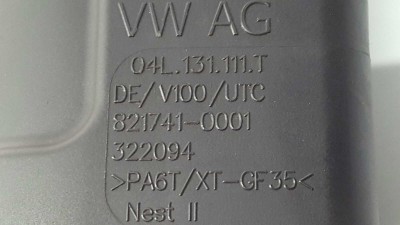 VW AG
04L.131.111.T
DE/V100/UTC
821741-0001
322094
>PA6T/XT-GF35<
Nest II